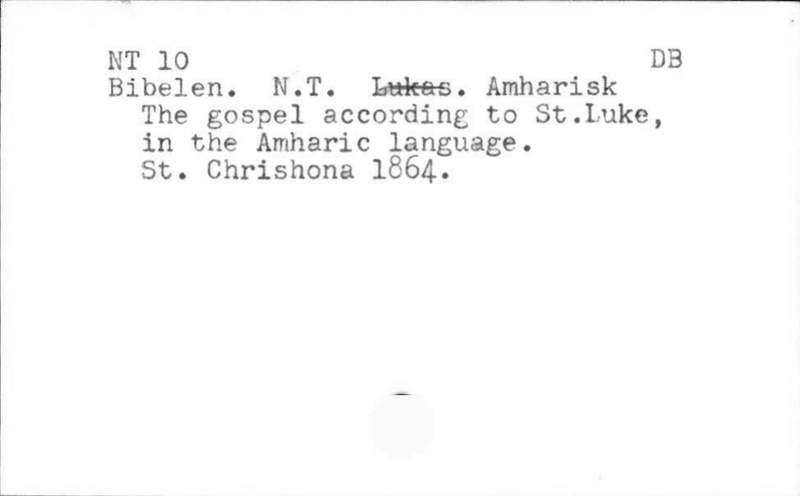 NT 10 DB
Bibelen. N.T. Lukas. Amharisk
The gospel according to St.Luke,
in the Amharic language.
St. Chrishona 1864.